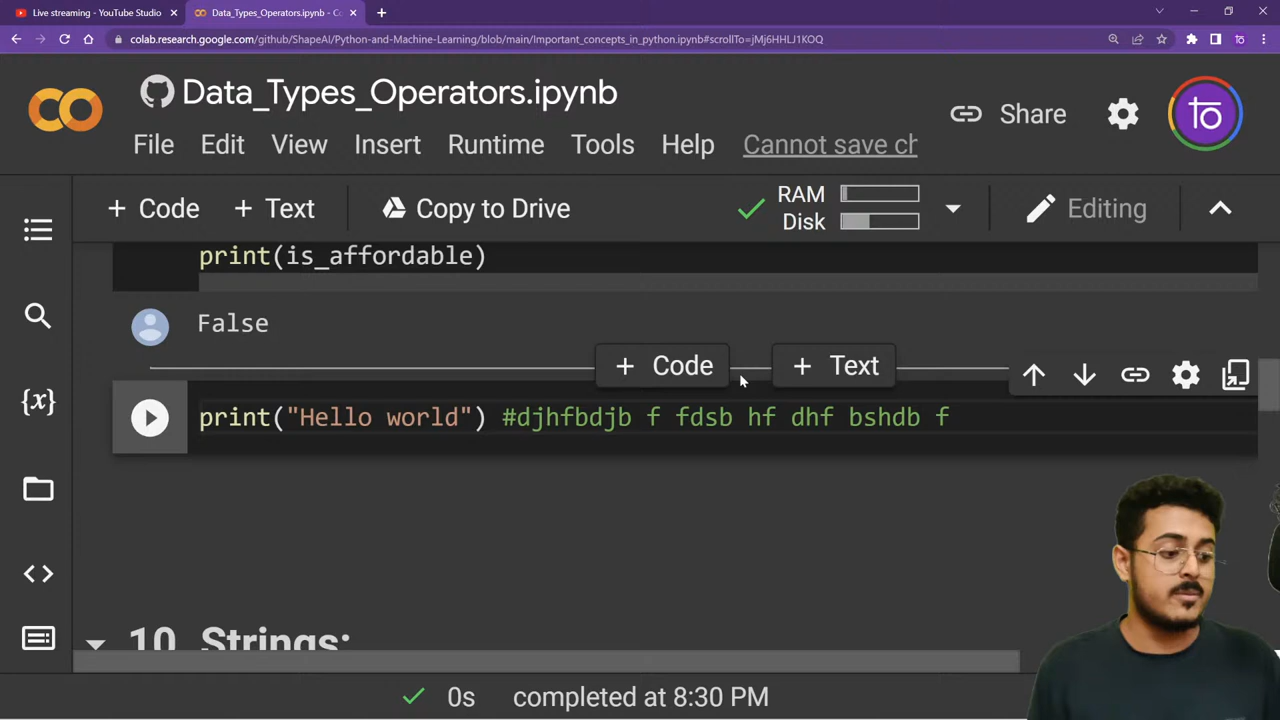 Live streaming - YouTube Studio
Data_Types_Operators.ipynb - Co
colab.research.google.com/github/ShapeAI/Python-and-Machine-Learning/blob/main/Important_concepts_in_python.ipynb#scrollTo=jMj6HHLJ1KOQ
Data_Types_Operators.ipynb
Share
to
File Edit View Insert Runtime Tools Help Cannot save ch
+ Code + Text Copy to Drive
RAM
Disk
Editing
print(is_affordable)
False
+ Code + Text
{x}
print("Hello world") #djhfbdjb f fdsb hf dhf bshdb f
10. Strings:
0s completed at 8:30 PM